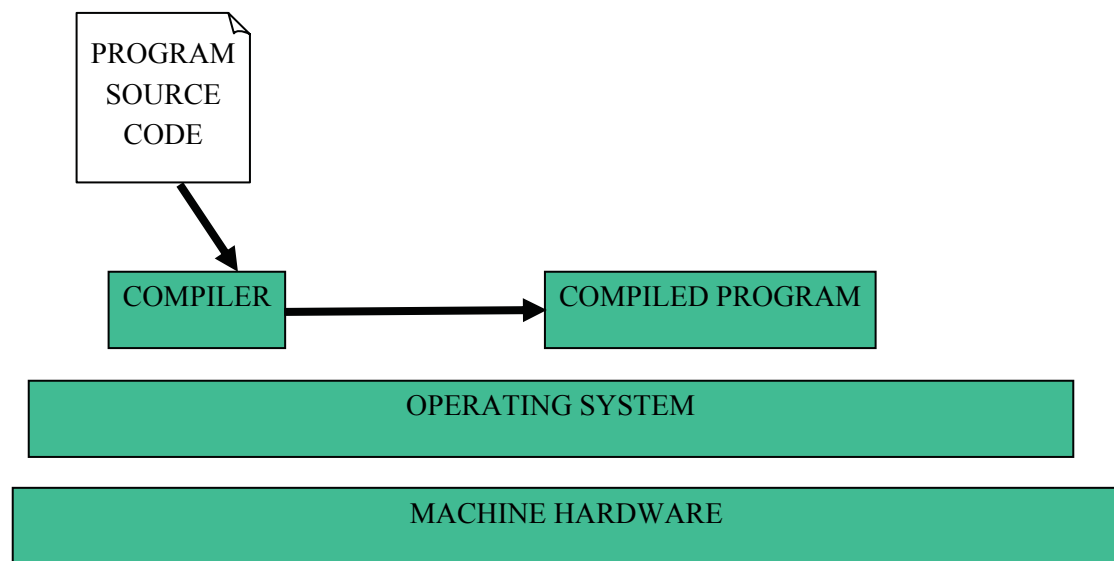 PROGRAM
SOURCE
CODE
COMPILER
COMPILED PROGRAM
OPERATING SYSTEM
MACHINE HARDWARE